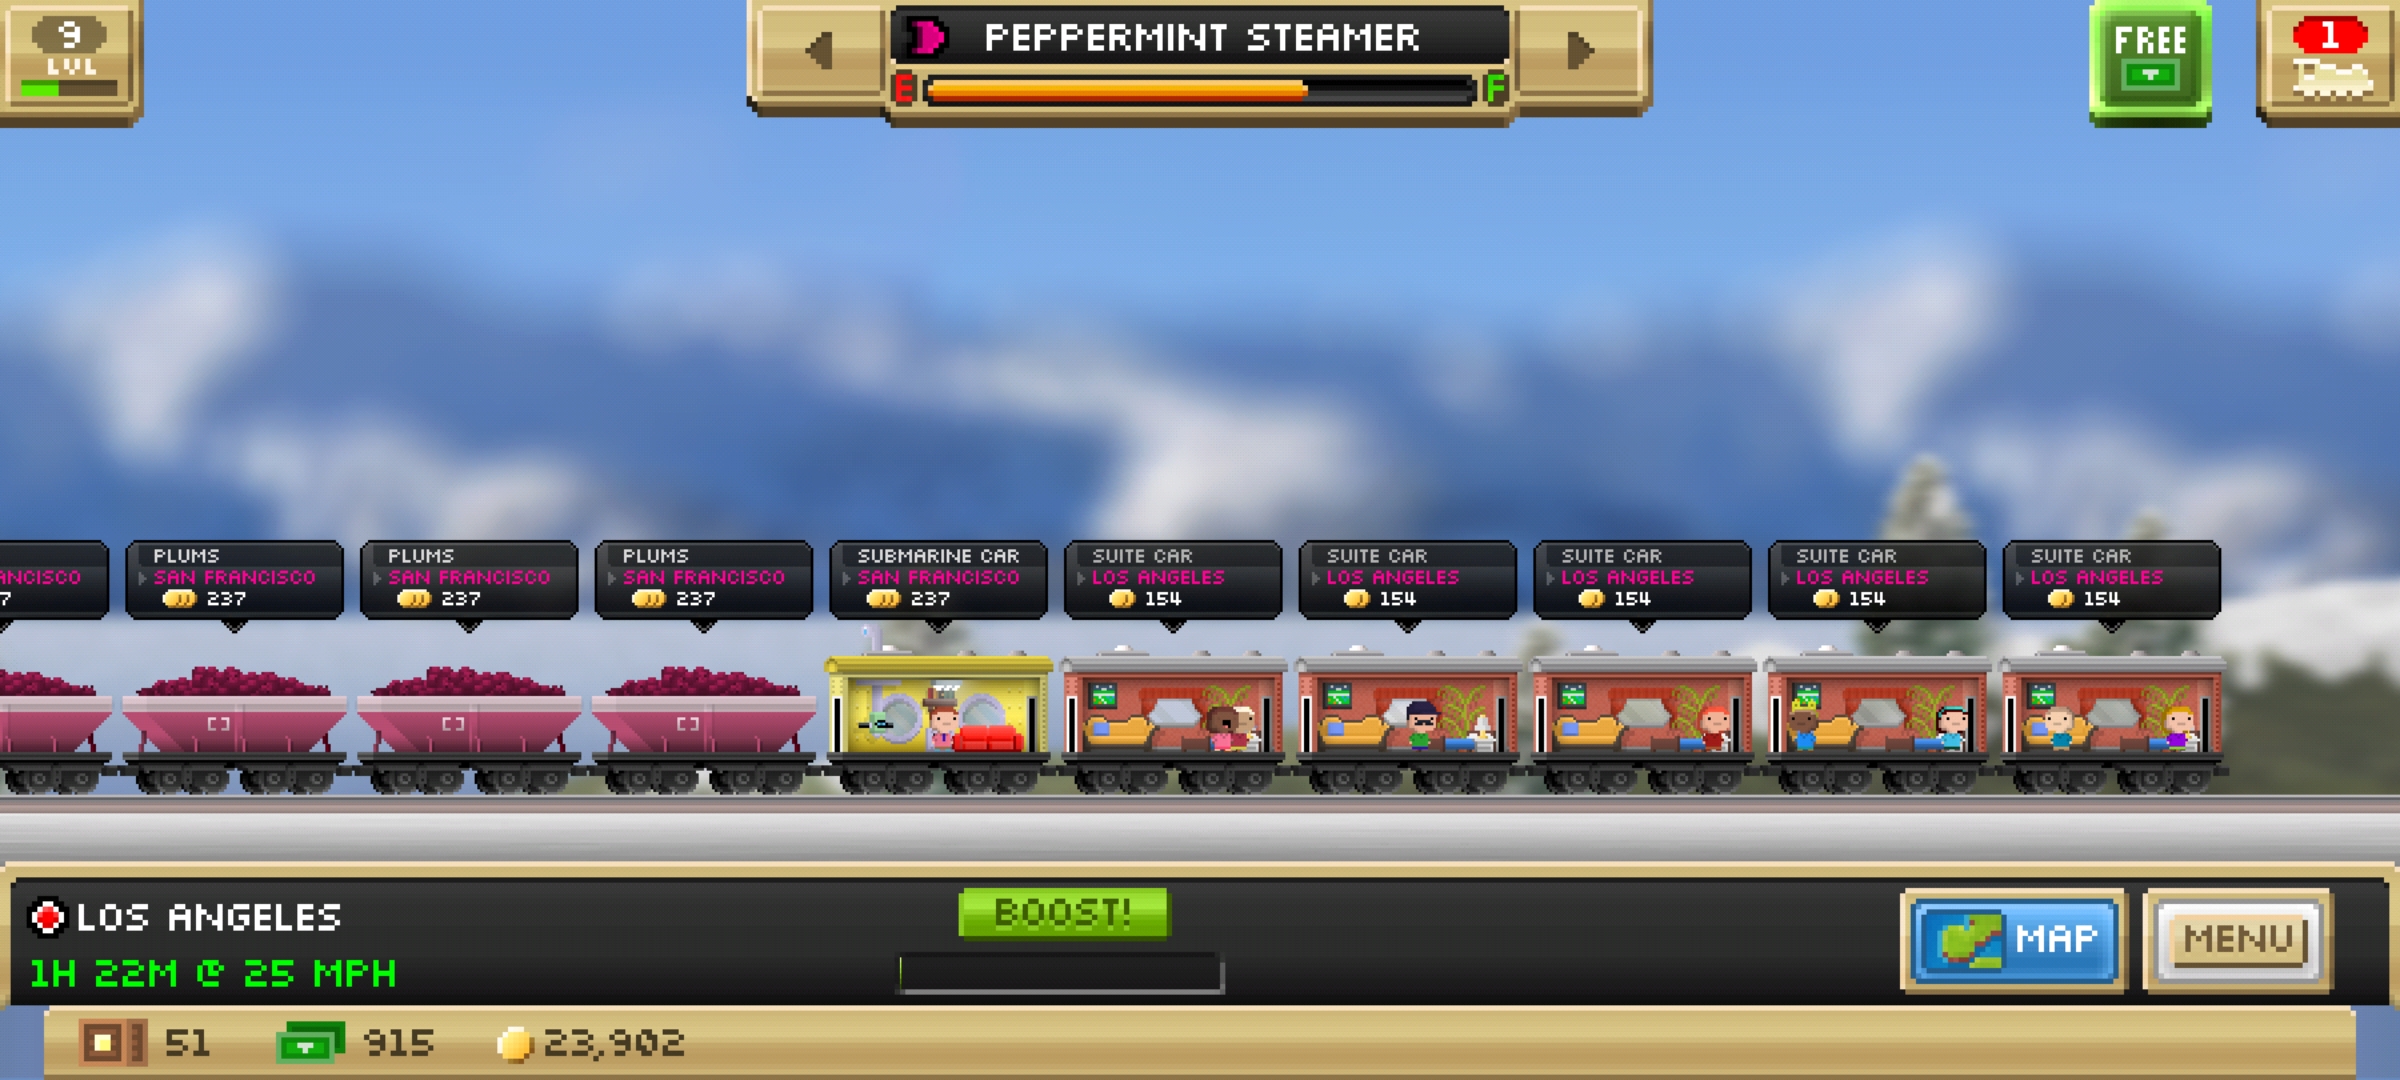 9
LVL
PEPPERMINT STEAMER
E F
FREE
1
ANCISCO
7
PLUMS
SAN FRANCISCO
237
PLUMS
SAN FRANCISCO
237
PLUMS
SAN FRANCISCO
237
SUBMARINE CAR
SAN FRANCISCO
237
SUITE CAR
LOS ANGELES
154
SUITE CAR
LOS ANGELES
154
SUITE CAR
LOS ANGELES
154
SUITE CAR
LOS ANGELES
154
SUITE CAR
LOS ANGELES
154
LOS ANGELES
1H 22M @ 25 MPH
BOOST!
MAP
MENU
51
915
23,902